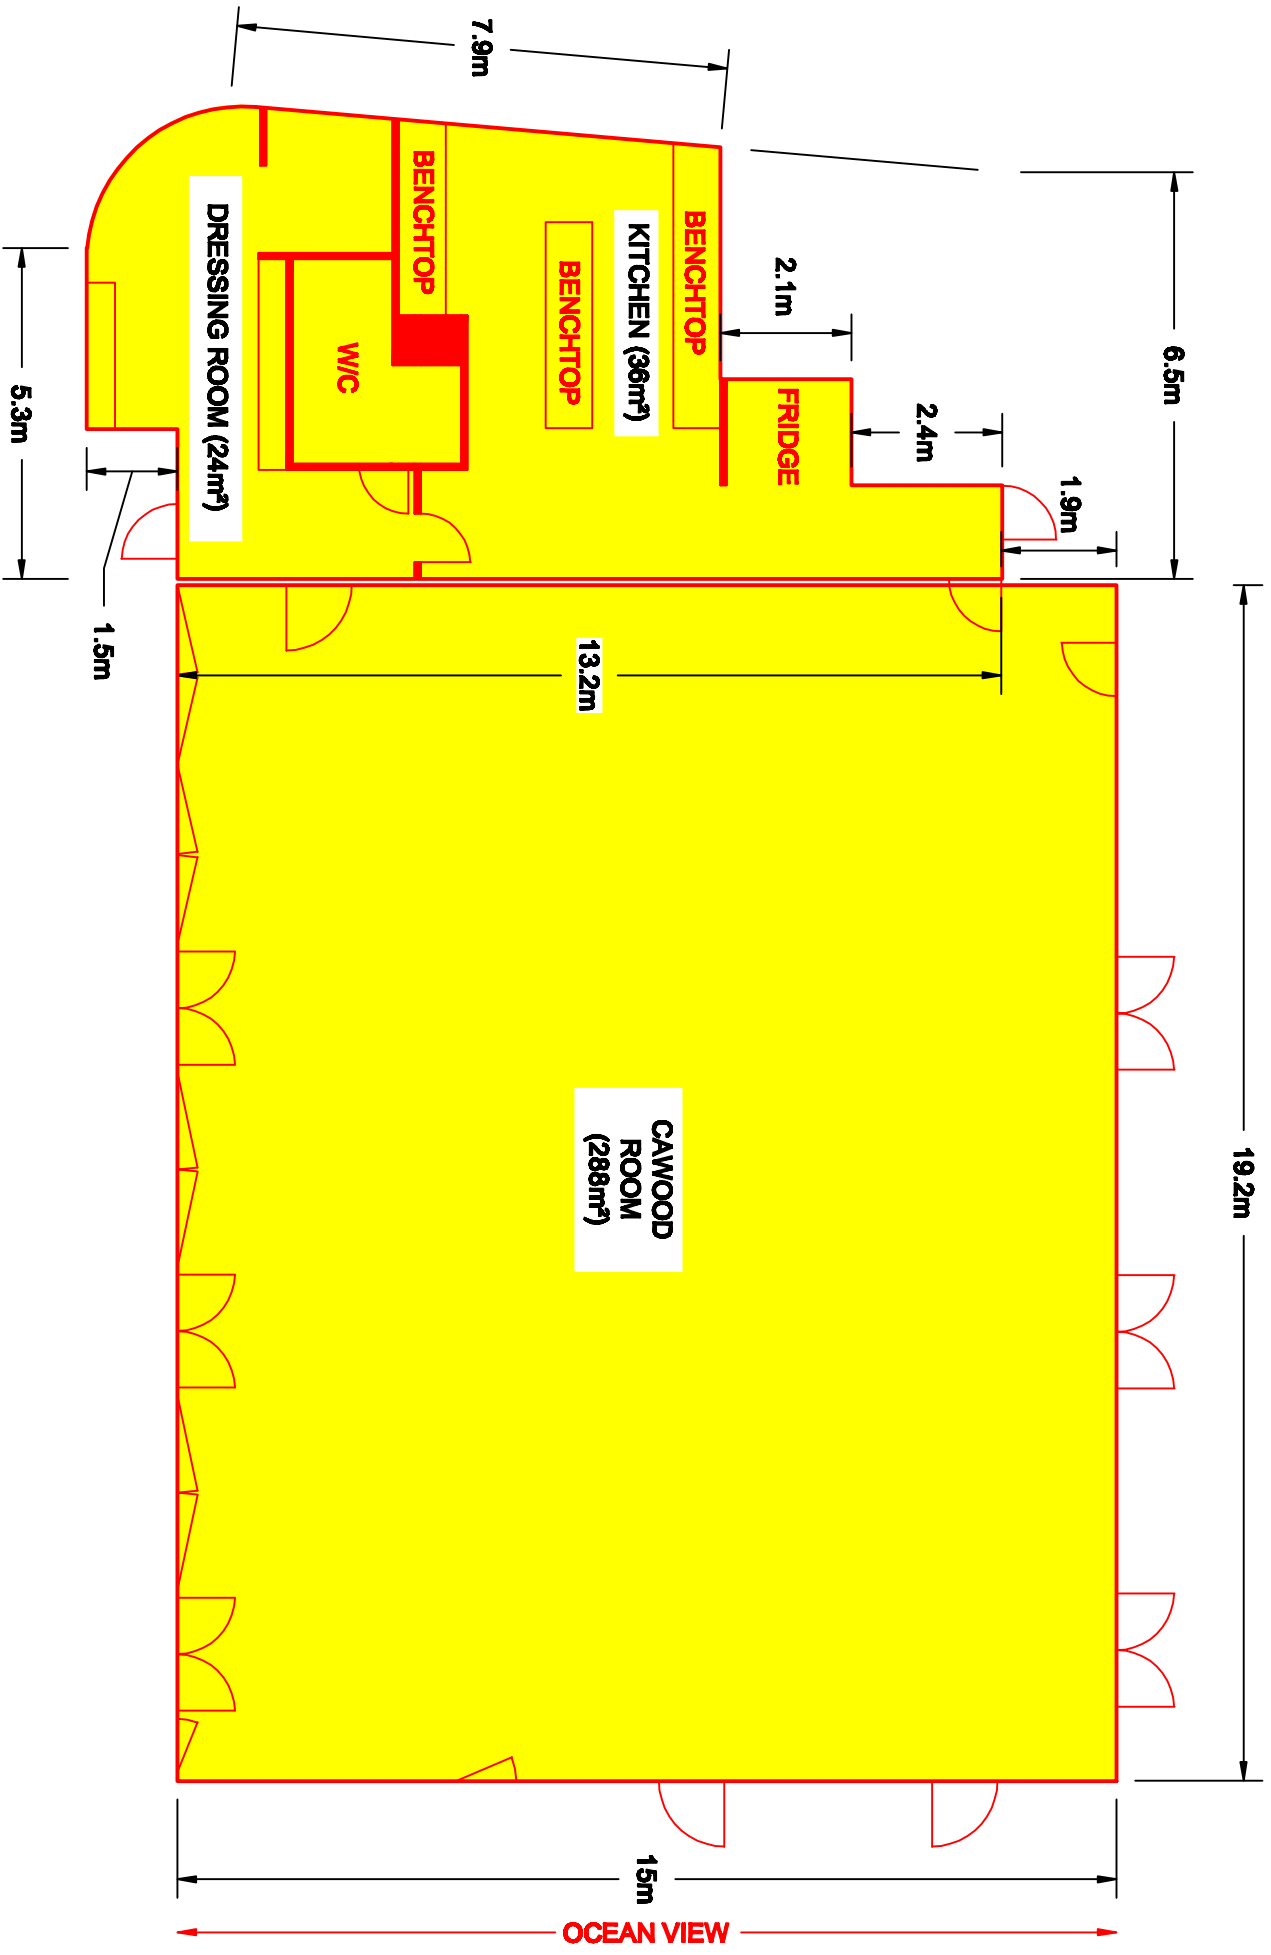 7.9m
6.5m
2.1m
2.4m
1.9m
5.3m
1.5m
BENCHTOP
BENCHTOP
BENCHTOP
KITCHEN (36m²)
FRIDGE
W/C
DRESSING ROOM (24m²)
13.2m
19.2m
CAWOOD
ROOM
(288m²)
15m
OCEAN VIEW